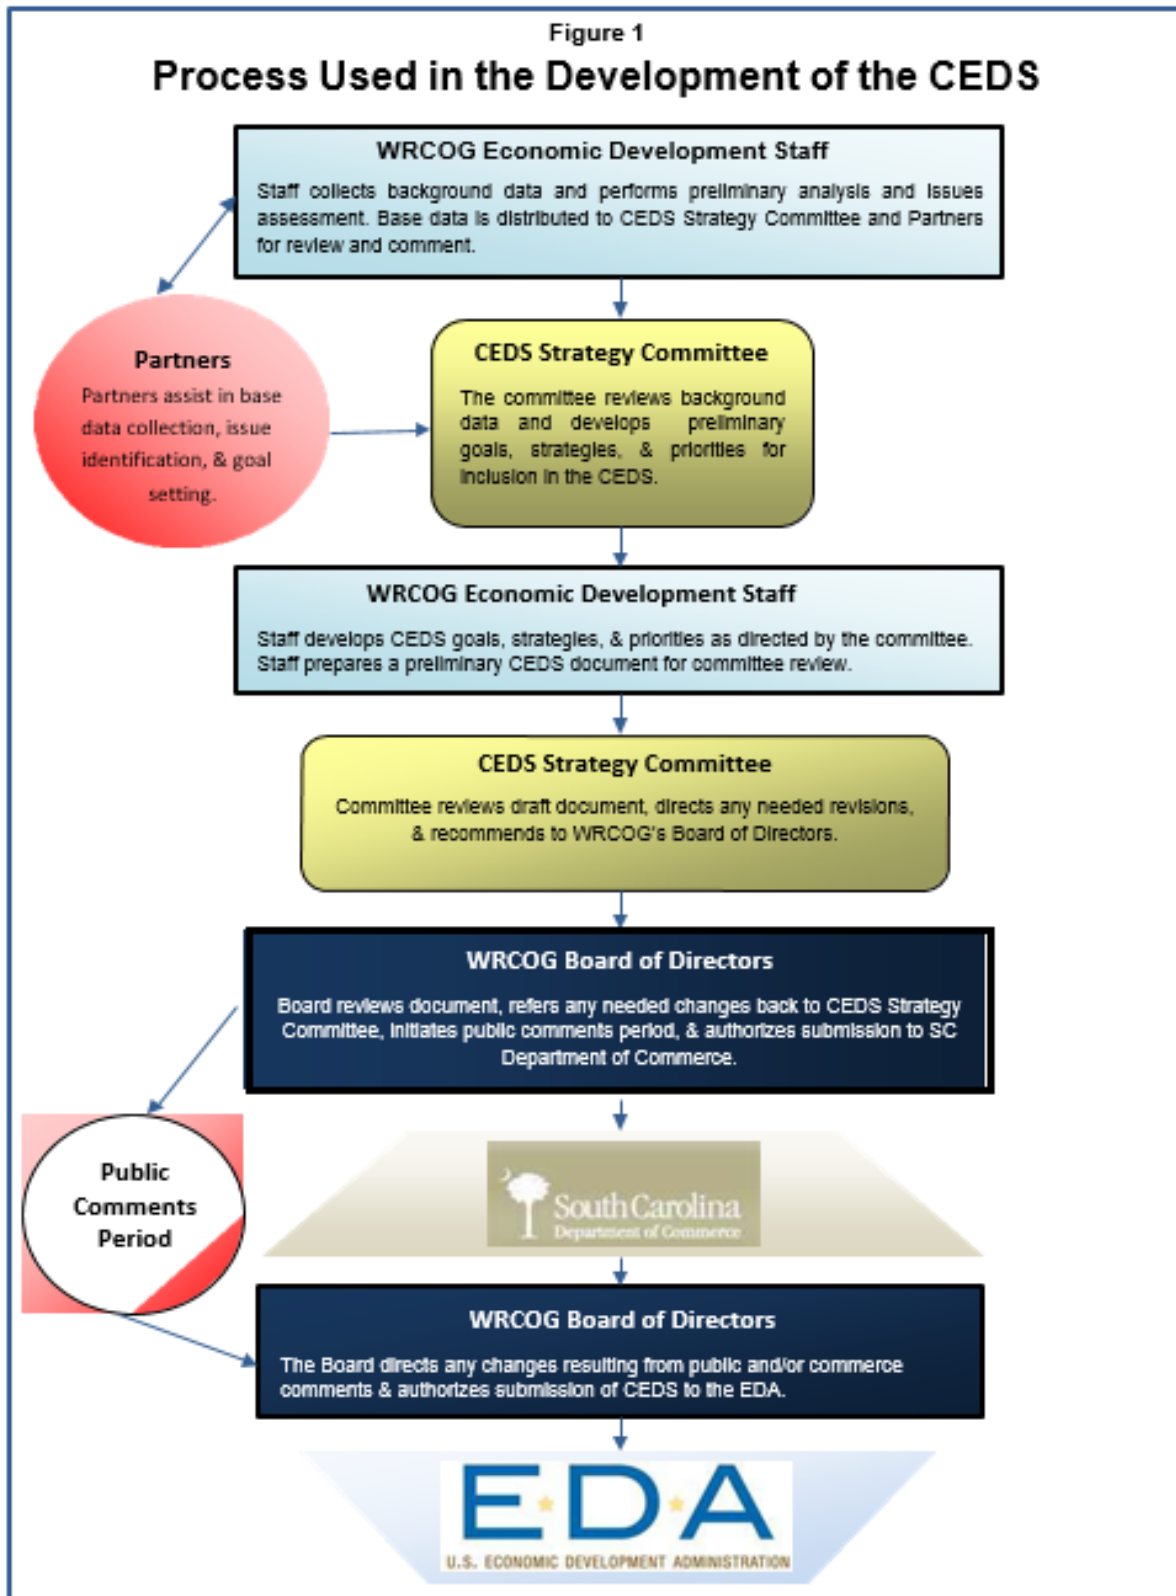 Figure 1
Process Used in the Development of the CEDS
WRCOG Economic Development Staff
Staff collects background data and performs preliminary analysis and issues
assessment. Base data is distributed to CEDS Strategy Committee and Partners
for review and comment.
Partners
Partners assist in base
data collection, issue
identification, & goal
setting.
CEDS Strategy Committee
The committee reviews background
data and develops preliminary
goals, strategies, & priorities for
inclusion in the CEDS.
WRCOG Economic Development Staff
Staff develops CEDS goals, strategies, & priorities as directed by the committee.
Staff prepares a preliminary CEDS document for committee review.
CEDS Strategy Committee
Committee reviews draft document, directs any needed revisions,
& recommends to WRCOG's Board of Directors.
WRCOG Board of Directors
Board reviews document, refers any needed changes back to CEDS Strategy
Committee, initiates public comments period, & authorizes submission to SC
Department of Commerce.
Public
Comments
Period
South Carolina
Department of Commerce
WRCOG Board of Directors
The Board directs any changes resulting from public and/or commerce
comments & authorizes submission of CEDS to the EDA.
EDA
U.S. ECONOMIC DEVELOPMENT ADMINISTRATION